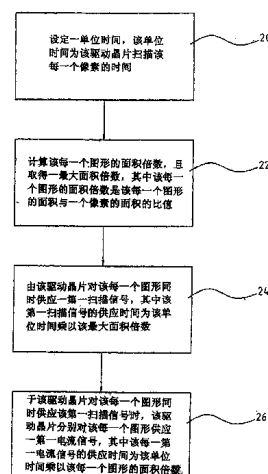 设定一单位时间，该单位
时间为该驱动晶片扫描该
每一个像素的时间
20
计算该每一个图形的面积倍数，且
取得一最大面积倍数，其中该每一
个图形的面积倍数是该每一个图形
的面积与一个像素的面积的比值
22
由该驱动晶片对该每一个图形同
时供应一第一扫描信号，其中该
第一扫描信号的供应时间为该单
位时间乘以该最大面积倍数
24
于该驱动晶片对该每一个图形同
时供应该第一扫描信号时，该驱
动晶片分别对该每一个图形供应
一第一电流信号，其中该每一第
一电流信号的供应时间为该单位
时间乘以该每一个图形的面积倍数
26